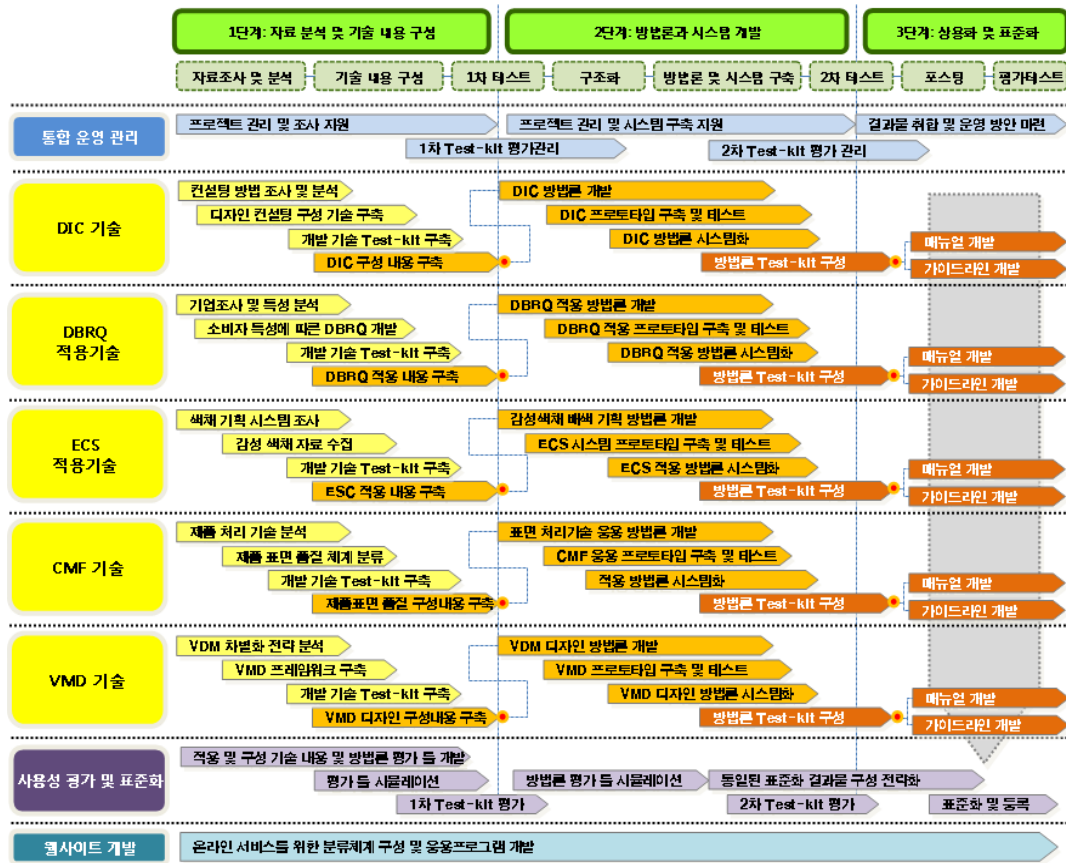 1단계: 자료 분석 및 기술 내용 구성
2단계: 방법론과 시스템 개발
3단계: 상용화 및 표준화
자료조사 및 분석
기술 내용 구성
1차 테스트
구조화
방법론 및 시스템 구축
2차 테스트
포스팅
평가테스트
통합 운영 관리
프로젝트 관리 및 조사 지원
프로젝트 관리 및 시스템 구축 지원
결과물 취합 및 운영 방안 마련
1차 Test-kit 평가관리
2차 Test-kit 평가 관리
DIC 기술
컨설팅 방법 조사 및 분석
디자인 컨설팅 구성 기술 구축
개발 기술 Test-kit 구축
DIC 구성 내용 구축
DIC 방법론 개발
DIC 프로토타입 구축 및 테스트
DIC 방법론 시스템화
방법론 Test-kit 구성
매뉴얼 개발
가이드라인 개발
DBRQ
적용기술
기업조사 및 특성 분석
소비자 특성에 따른 DBRQ 개발
개발 기술 Test-kit 구축
DBRQ 적용 내용 구축
DBRQ 적용 방법론 개발
DBRQ 적용 프로토타입 구축 및 테스트
DBRQ 적용 방법론 시스템화
방법론 Test-kit 구성
매뉴얼 개발
가이드라인 개발
ECS
적용기술
색채 기획 시스템 조사
감성 색채 자료 수집
개발 기술 Test-kit 구축
ESC 적용 내용 구축
감성색채 배색 기획 방법론 개발
ECS 시스템 프로토타입 구축 및 테스트
ECS 적용 방법론 시스템화
방법론 Test-kit 구성
매뉴얼 개발
가이드라인 개발
CMF 기술
제품 처리 기술 분석
제품 표면 품질 체계 분류
개발 기술 Test-kit 구축
제품표면 품질 구성내용 구축
표면 처리기술 응용 방법론 개발
CMF 응용 프로토타입 구축 및 테스트
적용 방법론 시스템화
방법론 Test-kit 구성
매뉴얼 개발
가이드라인 개발
VMD 기술
VDM 차별화 전략 분석
VMD 프레임워크 구축
개발 기술 Test-kit 구축
VMD 디자인 구성내용 구축
VDM 디자인 방법론 개발
VMD 프로토타입 구축 및 테스트
VMD 디자인 방법론 시스템화
방법론 Test-kit 구성
매뉴얼 개발
가이드라인 개발
사용성 평가 및 표준화
적용 및 구성 기술 내용 및 방법론 평가 툴 개발
평가 툴 시뮬레이션
1차 Test-kit 평가
방법론 평가 툴 시뮬레이션
통일된 표준화 결과물 구성 전략화
2차 Test-kit 평가
표준화 및 등록
웹사이트 개발
온라인 서비스를 위한 분류체계 구성 및 응용프로그램 개발